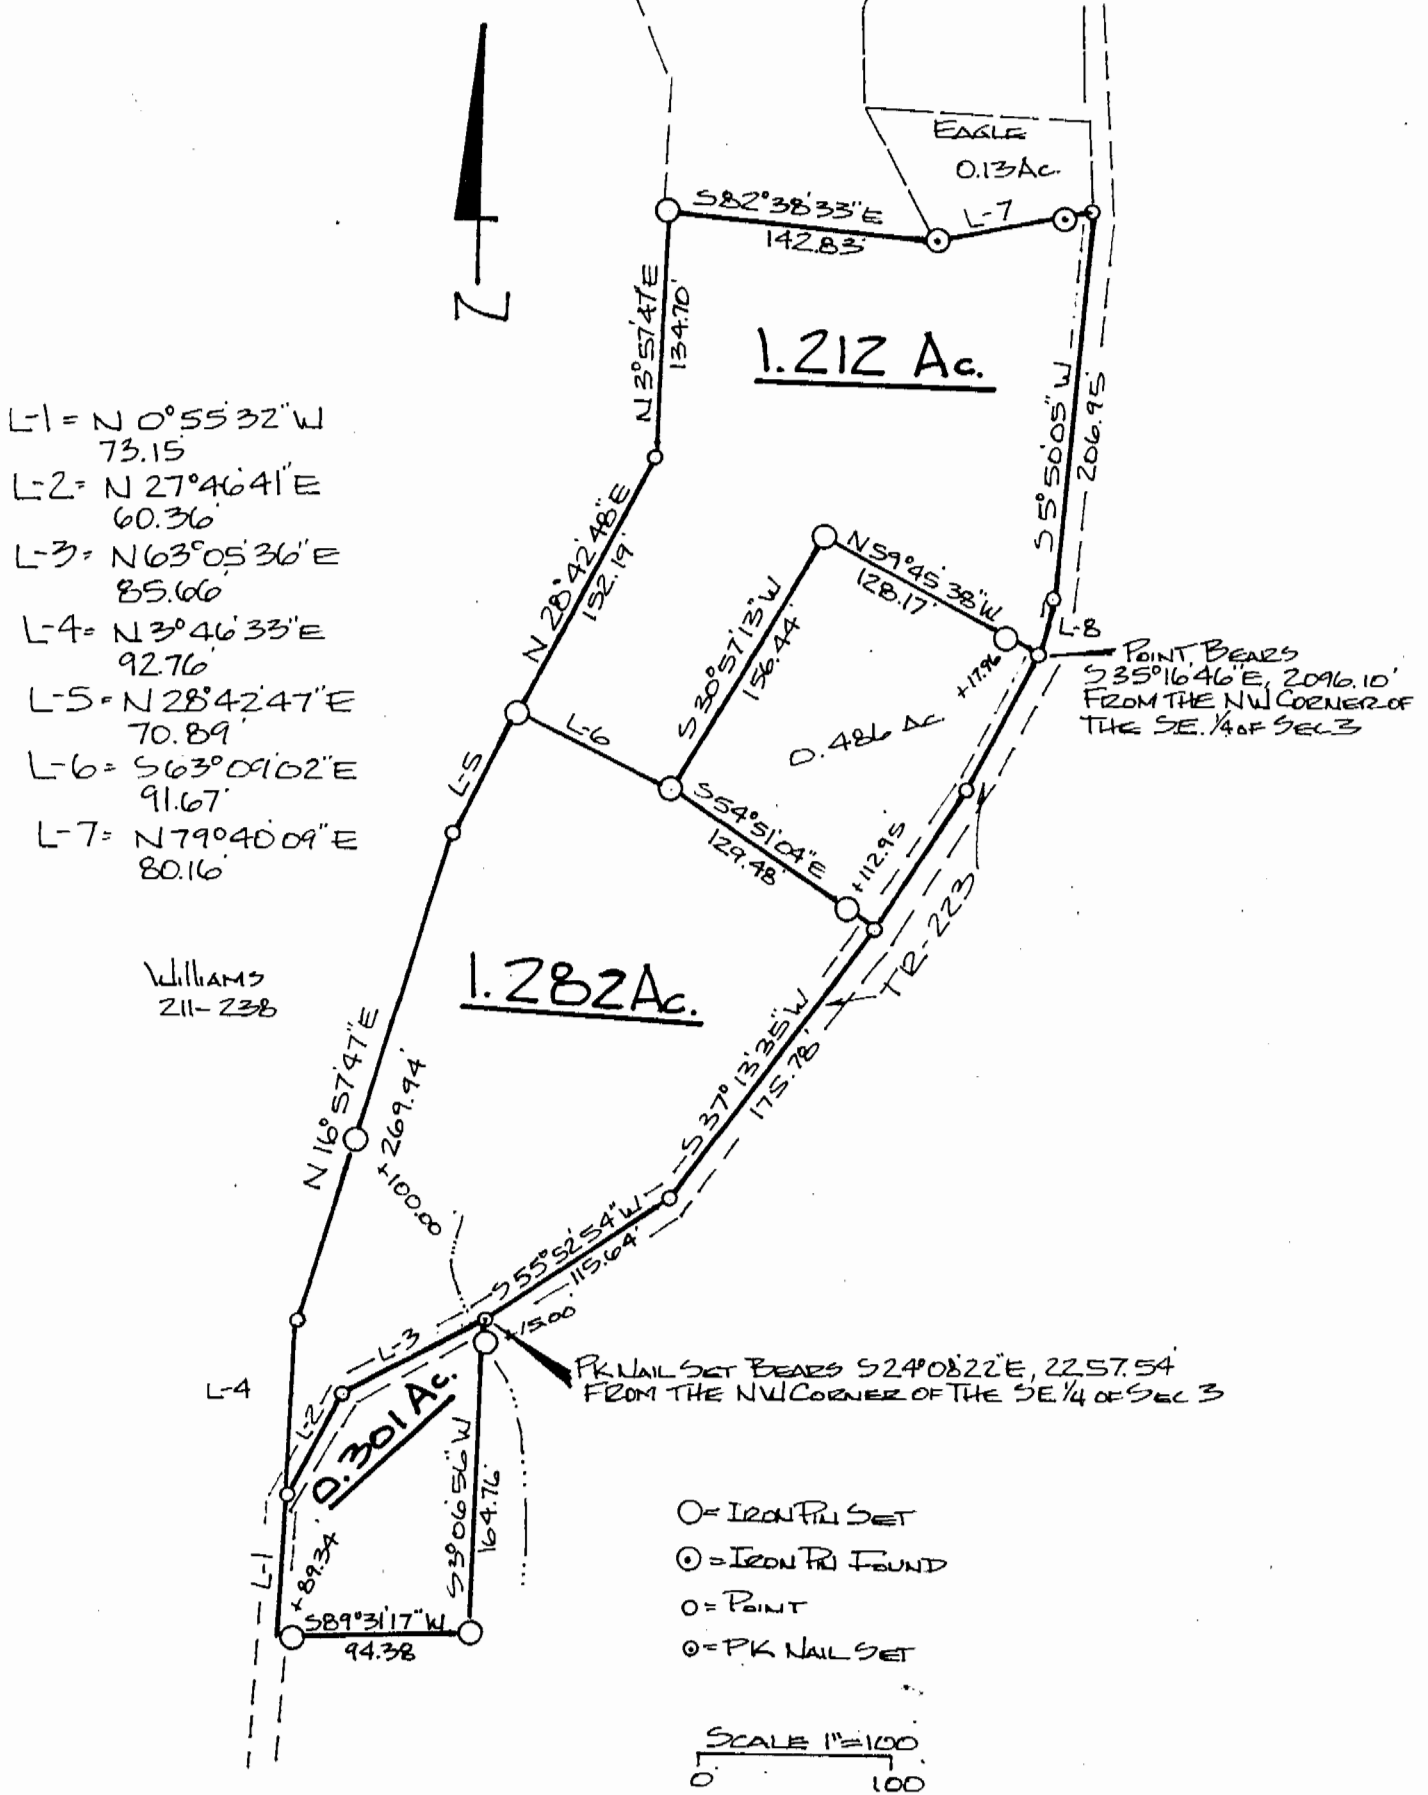 EAGLE
0.13 Ac.
S82°38'33"E
142.83'
L-7
N3°57'47"E
134.70'
1.212 Ac.
S5°50'05"W
206.95'
L-1 = N 0°55'32"W
73.15'
L-2 = N 27°46'41"E
60.36'
L-3 = N63°05'36"E
85.66'
L-4 = N3°46'33"E
92.76'
L-5 = N28°42'47"E
70.89'
L-6 = S63°09'02"E
91.67'
L-7 = N79°40'09"E
80.16'
N 28°42'48"E
152.19'
N59°45'38"W
128.17'
+17.96
L-8
POINT BEARS
S35°16'46"E, 2096.10'
FROM THE NW CORNER OF
THE SE. 1/4 OF SEC 3
S30°57'13"W
156.44'
0.486 Ac
L-6
L-5
S54°51'04"E
129.48'
+112.95
TR-223
WILLIAMS
211-238
1.282 Ac.
N16°57'47"E
+269.94'
+100.00
S37°13'35"W
175.78'
S55°52'54"W
115.64'
+15.00'
L-3
L-4
L-2
0.301 Ac.
PK NAIL SET BEARS S24°08'22"E, 2257.54'
FROM THE NW CORNER OF THE SE 1/4 OF SEC 3
S3°06'56"W
164.76'
L-1
+89.34'
S89°31'17"W
94.38
O = IRON PIN SET
⊙ = IRON PIN FOUND
o = POINT
⊙ = PK NAIL SET
SCALE 1"=100'
0' 100
N